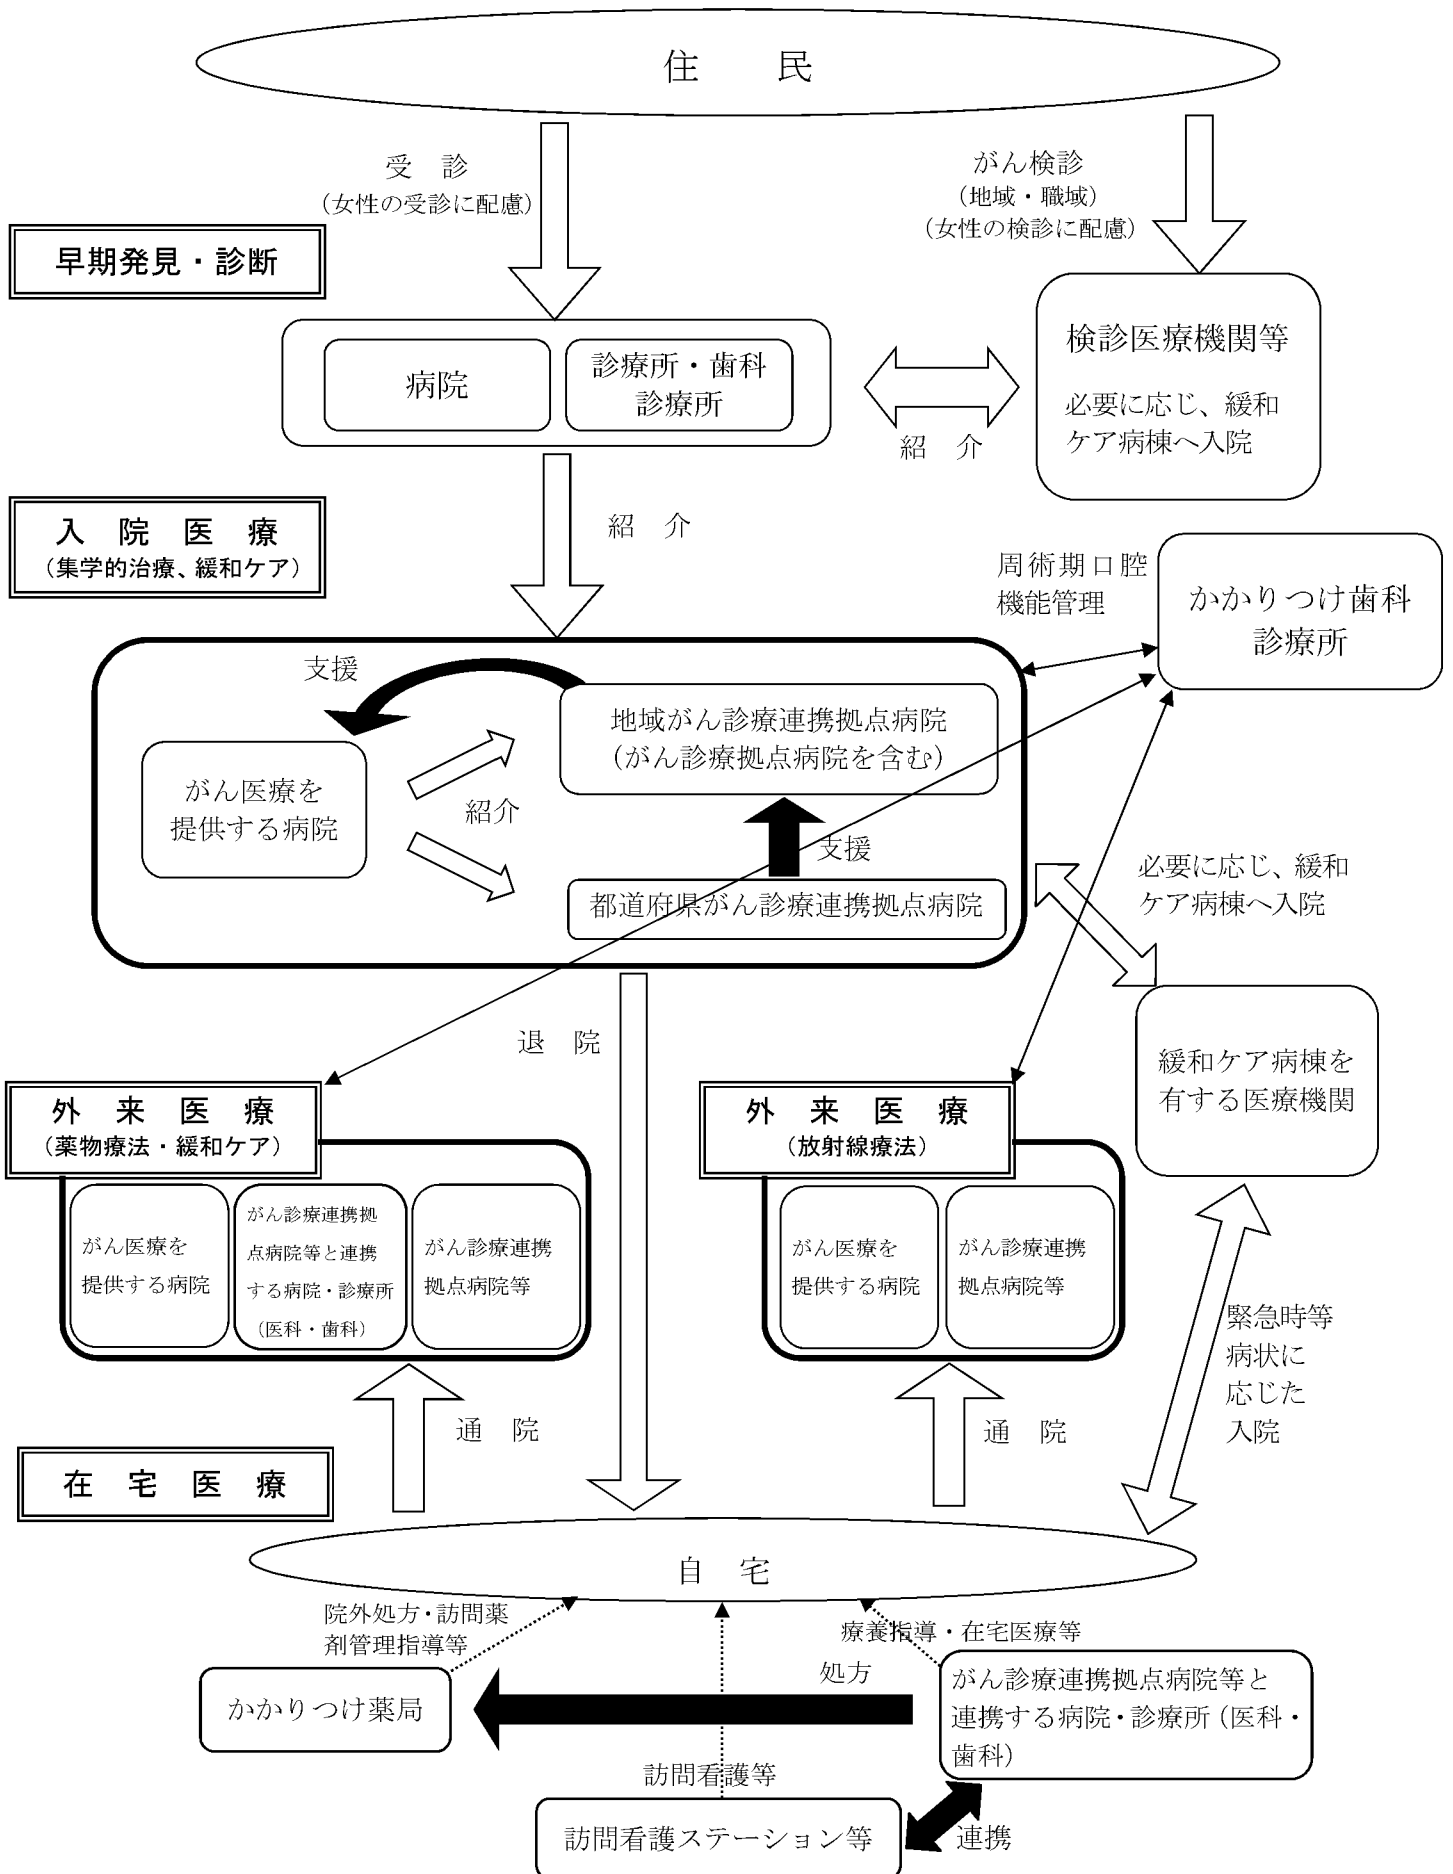 住　民
受　診
（女性の受診に配慮）
がん検診
（地域・職域）
（女性の検診に配慮）
早期発見・診断
病院
診療所・歯科
診療所
検診医療機関等
必要に応じ、緩和
ケア病棟へ入院
紹　介
入　院　医　療
（集学的治療、緩和ケア）
紹　介
周術期口腔
機能管理
かかりつけ歯科
診療所
支援
地域がん診療連携拠点病院
（がん診療拠点病院を含む）
がん医療を
提供する病院
紹介
支援
都道府県がん診療連携拠点病院
必要に応じ、緩和
ケア病棟へ入院
退　院
緩和ケア病棟を
有する医療機関
外　来　医　療
（薬物療法・緩和ケア）
がん医療を
提供する病院
がん診療連携拠
点病院等と連携
する病院・診療所
（医科・歯科）
がん診療連携
拠点病院等
外　来　医　療
（放射線療法）
がん医療を
提供する病院
がん診療連携
拠点病院等
緊急時等
病状に
応じた
入院
通　院
通　院
在　宅　医　療
自　宅
院外処方・訪問薬
剤管理指導等
療養指導・在宅医療等
処方
かかりつけ薬局
がん診療連携拠点病院等と
連携する病院・診療所（医科・
歯科）
訪問看護等
訪問看護ステーション等
連携